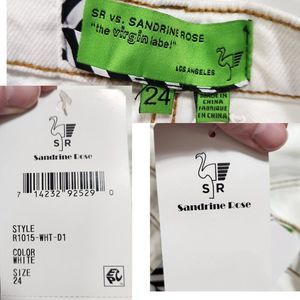 SR vs. SANDRINE ROSE
"the virgin label"
LOS ANGELES
24
MADE IN
CHINA
FABRIQUE
EN CHINE
SR
Sandrine Rose
7 14232 92529 0
STYLE
R1015-WHT-D1
COLOR
WHITE
SIZE
24
SR
Sandrine Rose